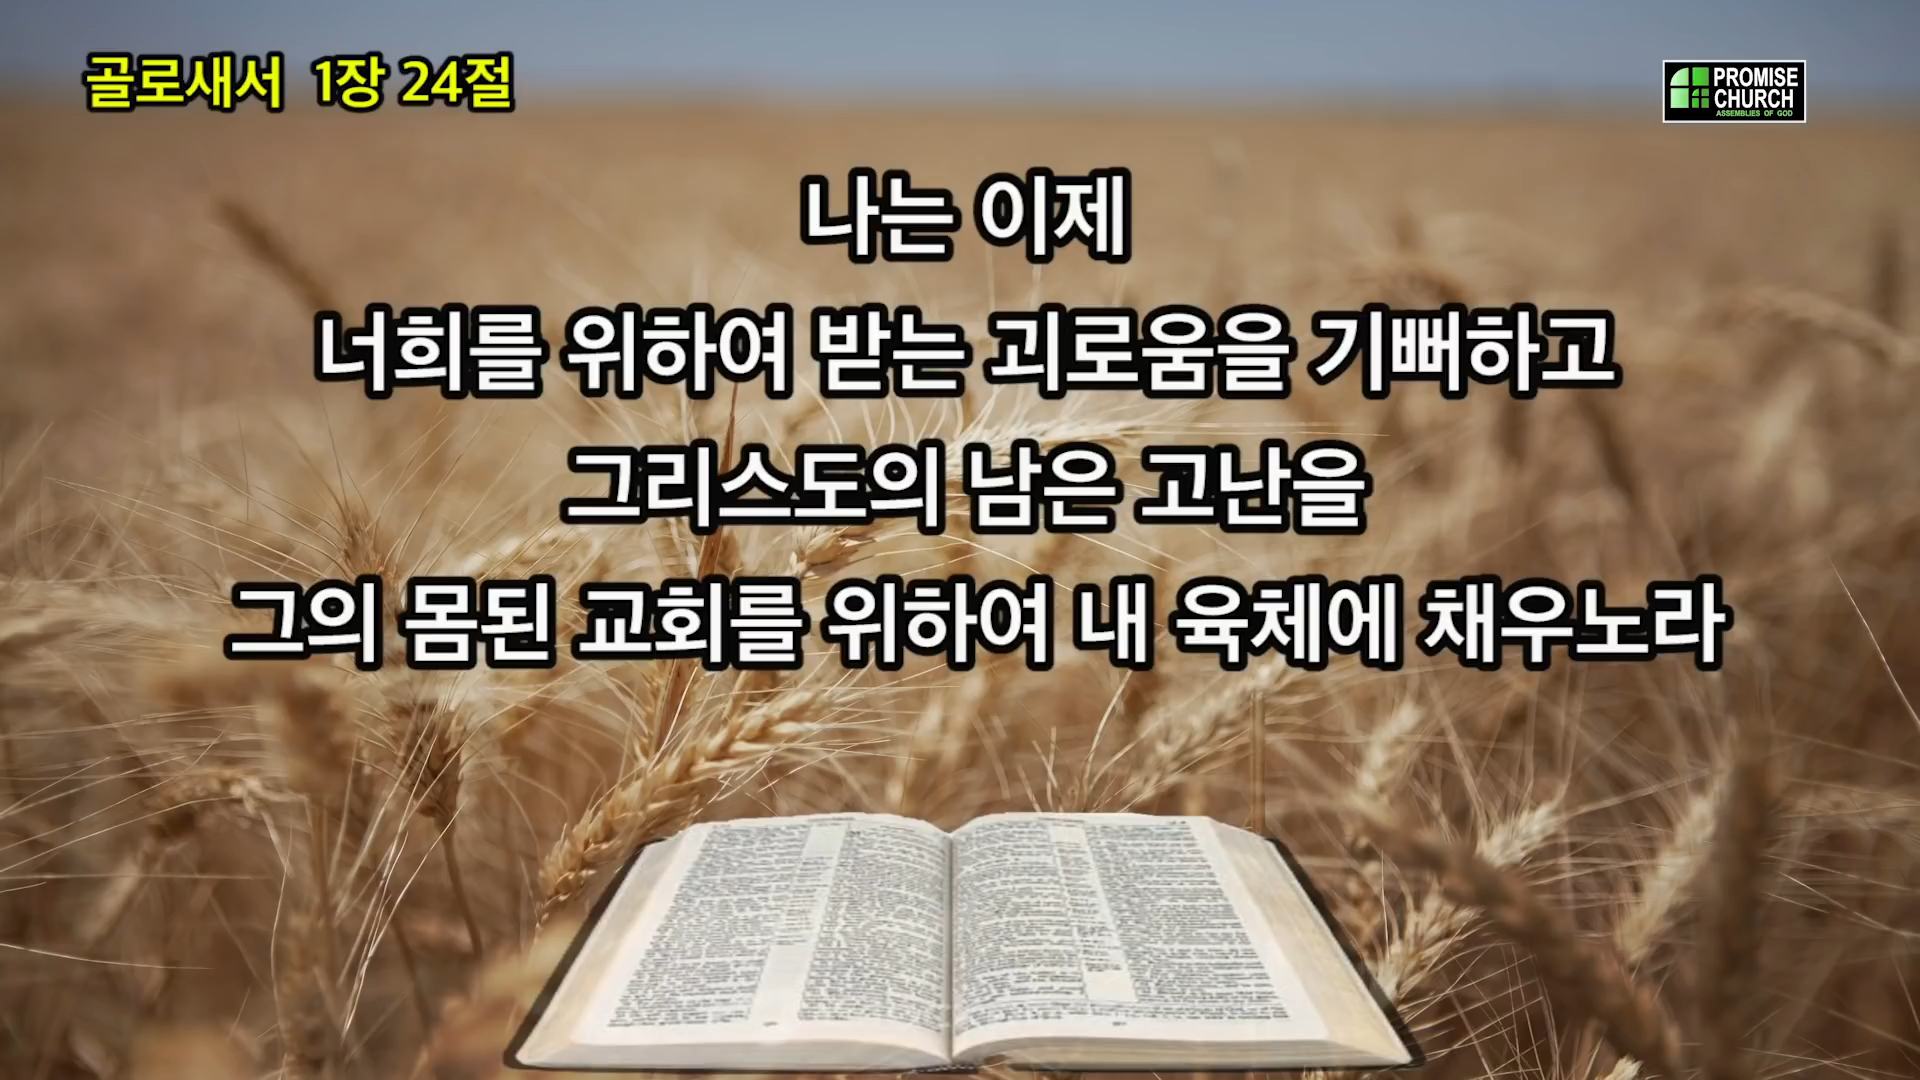 골로새서 1장 24절
PROMISE
CHURCH
ASSEMBLIES OF GOD
나는 이제
너희를 위하여 받는 괴로움을 기뻐하고
그리스도의 남은 고난을
그의 몸된 교회를 위하여 내 육체에 채우노라